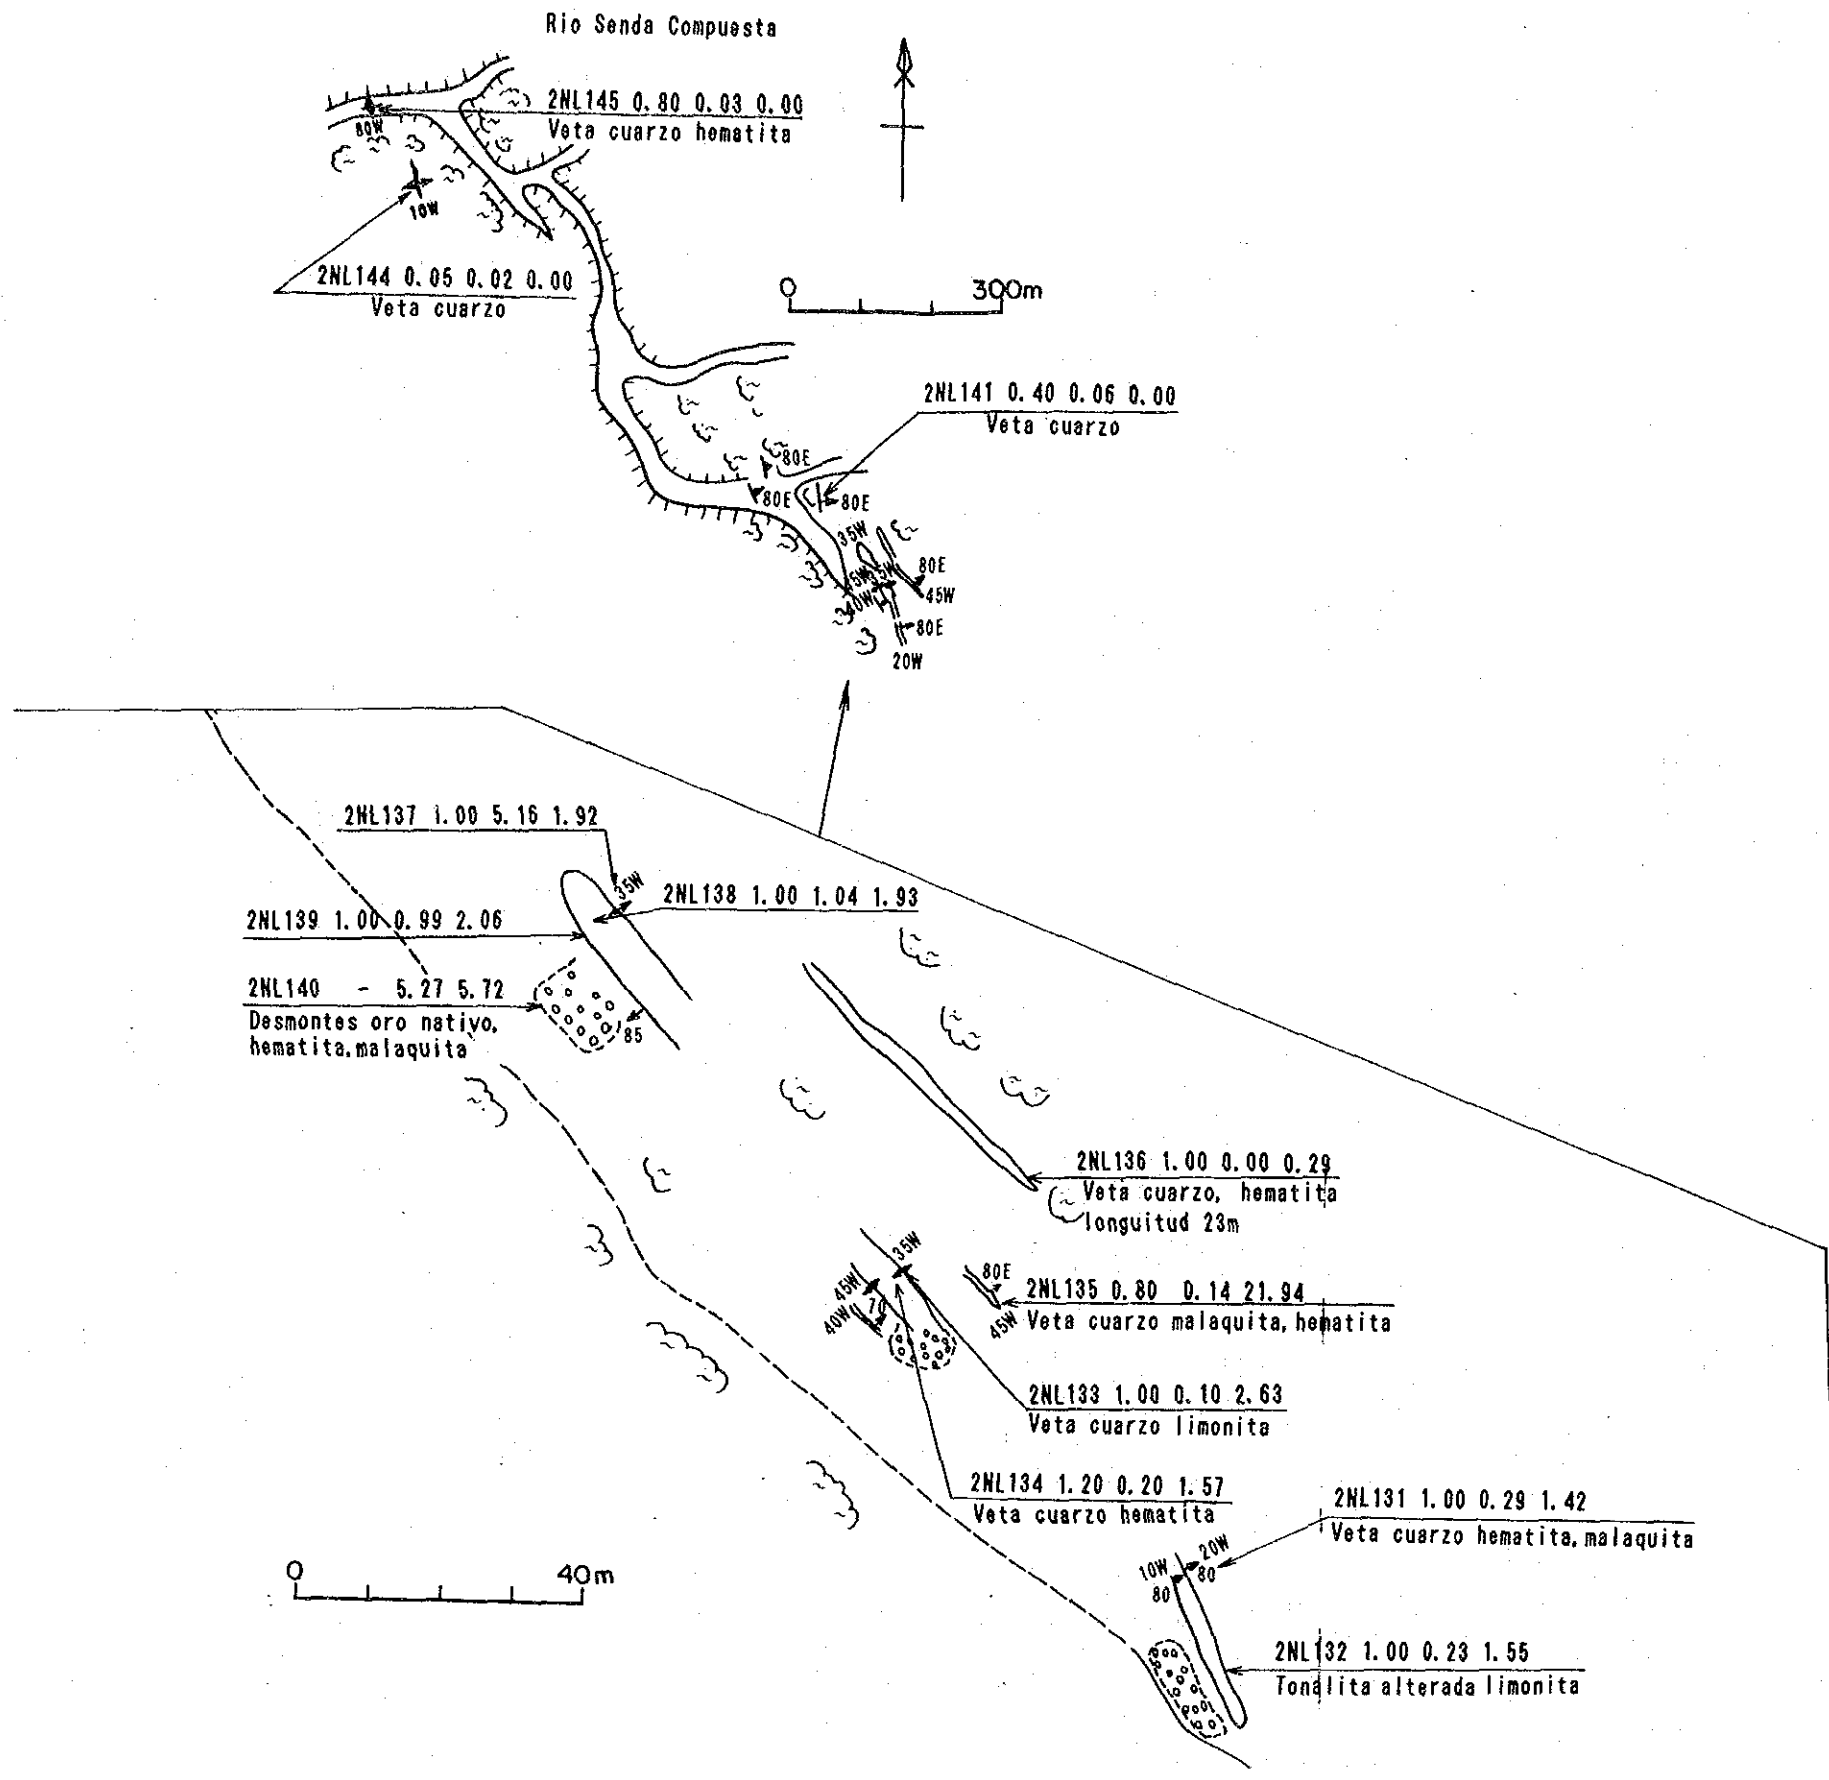 Rio Senda Compuesta
2NL145 0.80 0.03 0.00
Veta cuarzo hematita
80W
10W
2NL144 0.05 0.02 0.00
Veta cuarzo
0 300m
2NL141 0.40 0.06 0.00
Veta cuarzo
80E
80E
80E
35W
80E
35W
40W
45W
80E
20W
2NL137 1.00 5.16 1.92
35W
2NL138 1.00 1.04 1.93
2NL139 1.00 0.99 2.06
2NL140 - 5.27 5.72
Desmontes oro nativo,
hematita.malaquita
85
2NL136 1.00 0.00 0.29
Veta cuarzo, hematita
longuitud 23m
35W
45W
40W
70
80E
2NL135 0.80 0.14 21.94
45W
Veta cuarzo malaquita, hematita
2NL133 1.00 0.10 2.63
Veta cuarzo limonita
2NL134 1.20 0.20 1.57
Veta cuarzo hematita
2NL131 1.00 0.29 1.42
Veta cuarzo hematita, malaquita
10W 20W
80 80
0 40m
2NL132 1.00 0.23 1.55
Tonalita alterada limonita